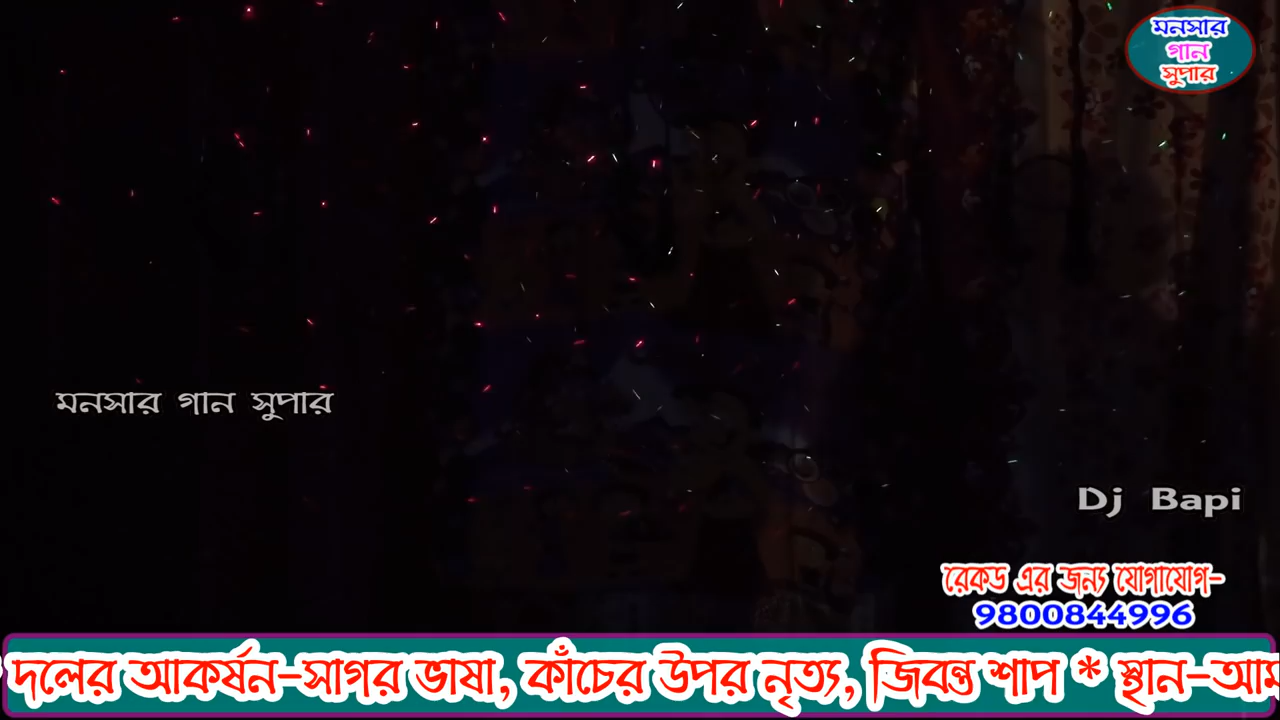 মনসার
গান
সুপার
মনসার গান সুপার
Dj Bapi
রেকড এর জন্য যোগাযোগ-
9800844996
দলের আকর্ষন-সাগর ভাষা, কাঁচের উপর নৃত্য, জিবন্ত শাপ * স্থান-আম